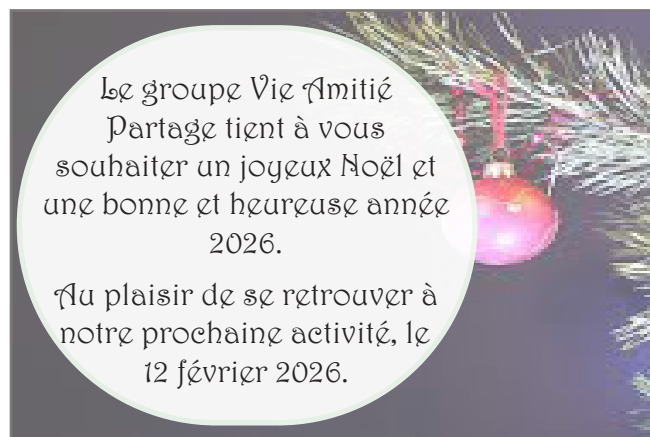 Le groupe Vie Amitié
Partage tient à vous
souhaiter un joyeux Noël et
une bonne et heureuse année
2026.
Au plaisir de se retrouver à
notre prochaine activité, le
12 février 2026.